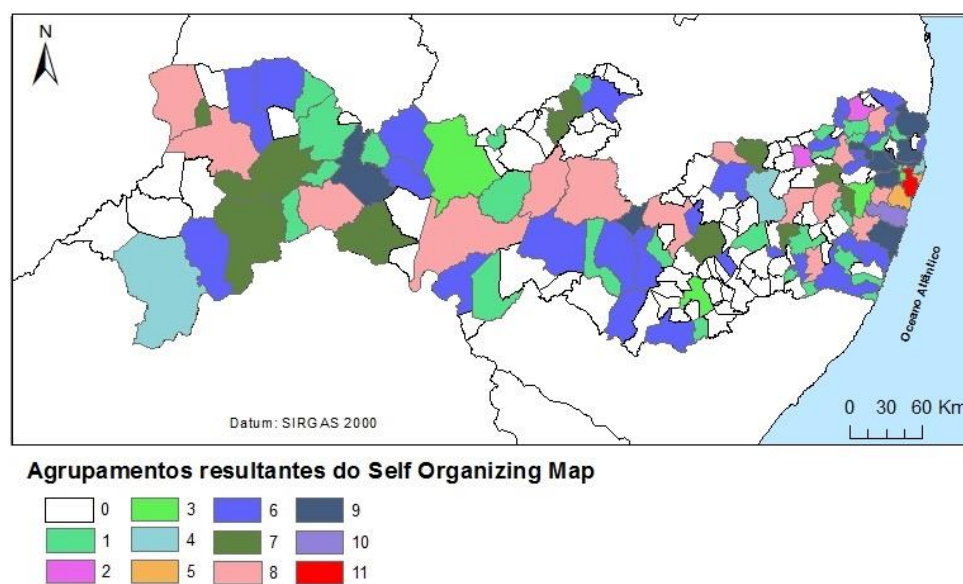 N
Oceano Atlântico
0 30 60 Km
Datum: SIRGAS 2000
Agrupamentos resultantes do Self Organizing Map
0 3 6 9
1 4 7 10
2 5 8 11